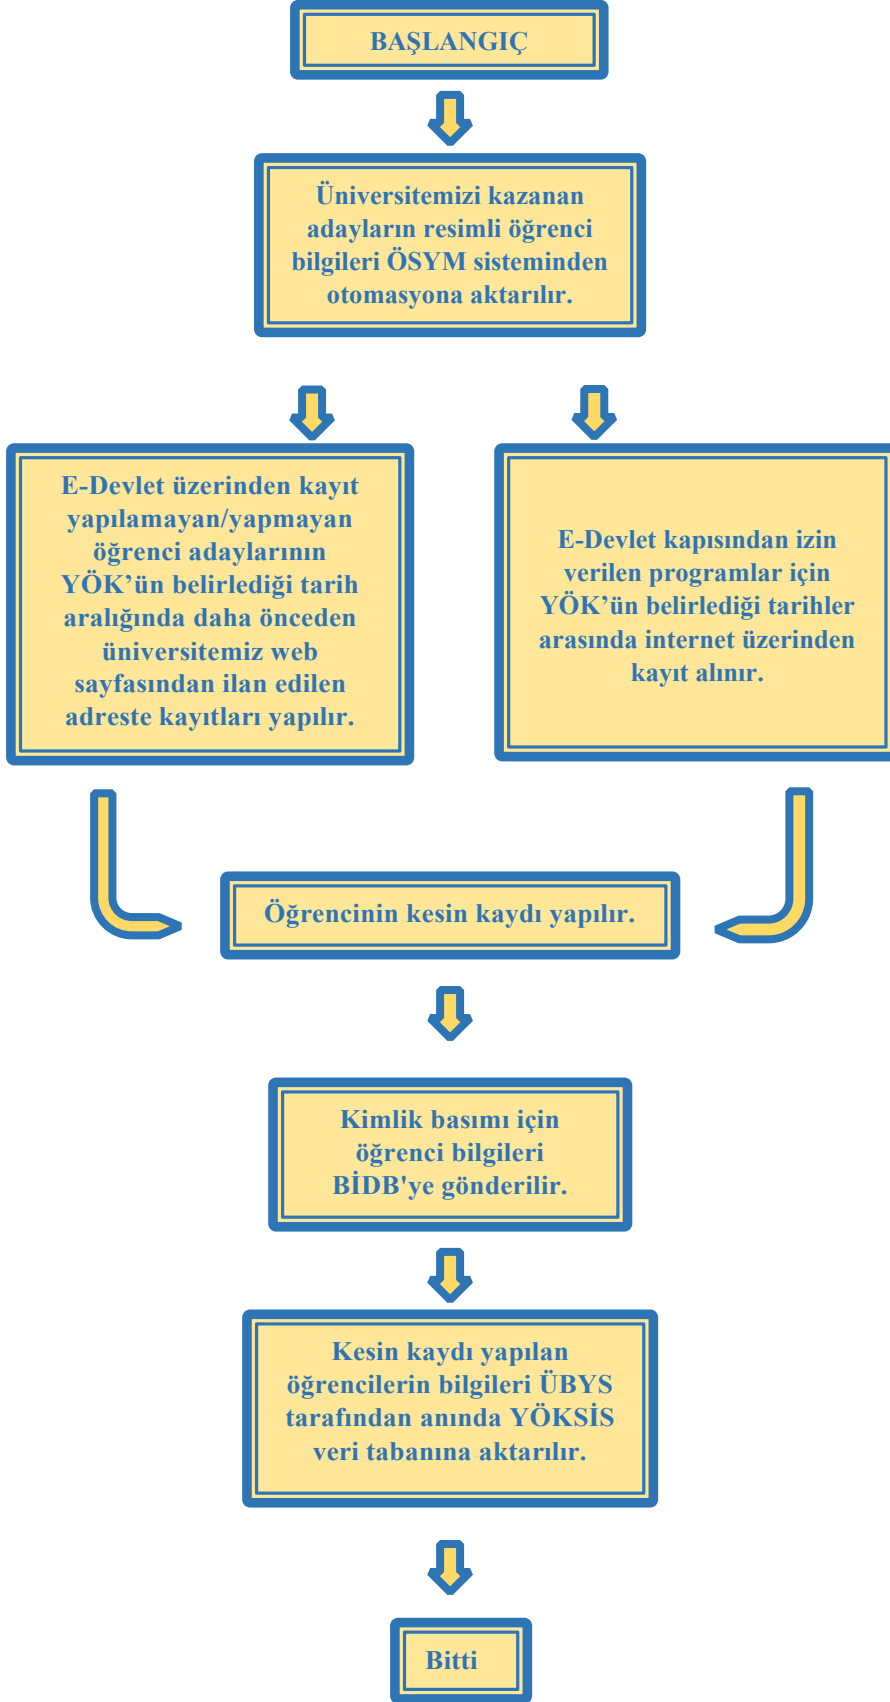 BAŞLANGIÇ
Üniversitemizi kazanan
adayların resimli öğrenci
bilgileri ÖSYM sisteminden
otomasyona aktarılır.
E-Devlet üzerinden kayıt
yapılamayan/yapmayan
öğrenci adaylarının
YÖK’ün belirlediği tarih
aralığında daha önceden
üniversitemiz web
sayfasından ilan edilen
adreste kayıtları yapılır.
E-Devlet kapısından izin
verilen programlar için
YÖK’ün belirlediği tarihler
arasında internet üzerinden
kayıt alınır.
Öğrencinin kesin kaydı yapılır.
Kimlik basımı için
öğrenci bilgileri
BİDB'ye gönderilir.
Kesin kaydı yapılan
öğrencilerin bilgileri ÜBYS
tarafından anında YÖKSİS
veri tabanına aktarılır.
Bitti